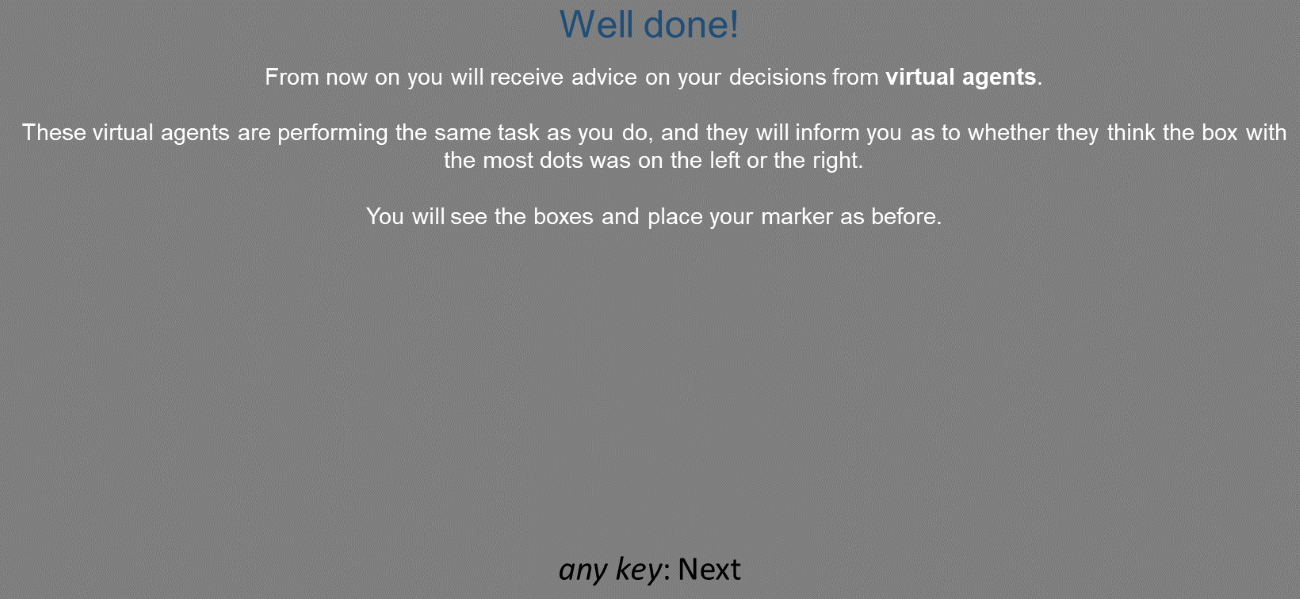 Well done!
From now on you will receive advice on your decisions from virtual agents.
These virtual agents are performing the same task as you do, and they will inform you as to whether they think the box with
the most dots was on the left or the right.
You will see the boxes and place your marker as before.
any key: Next